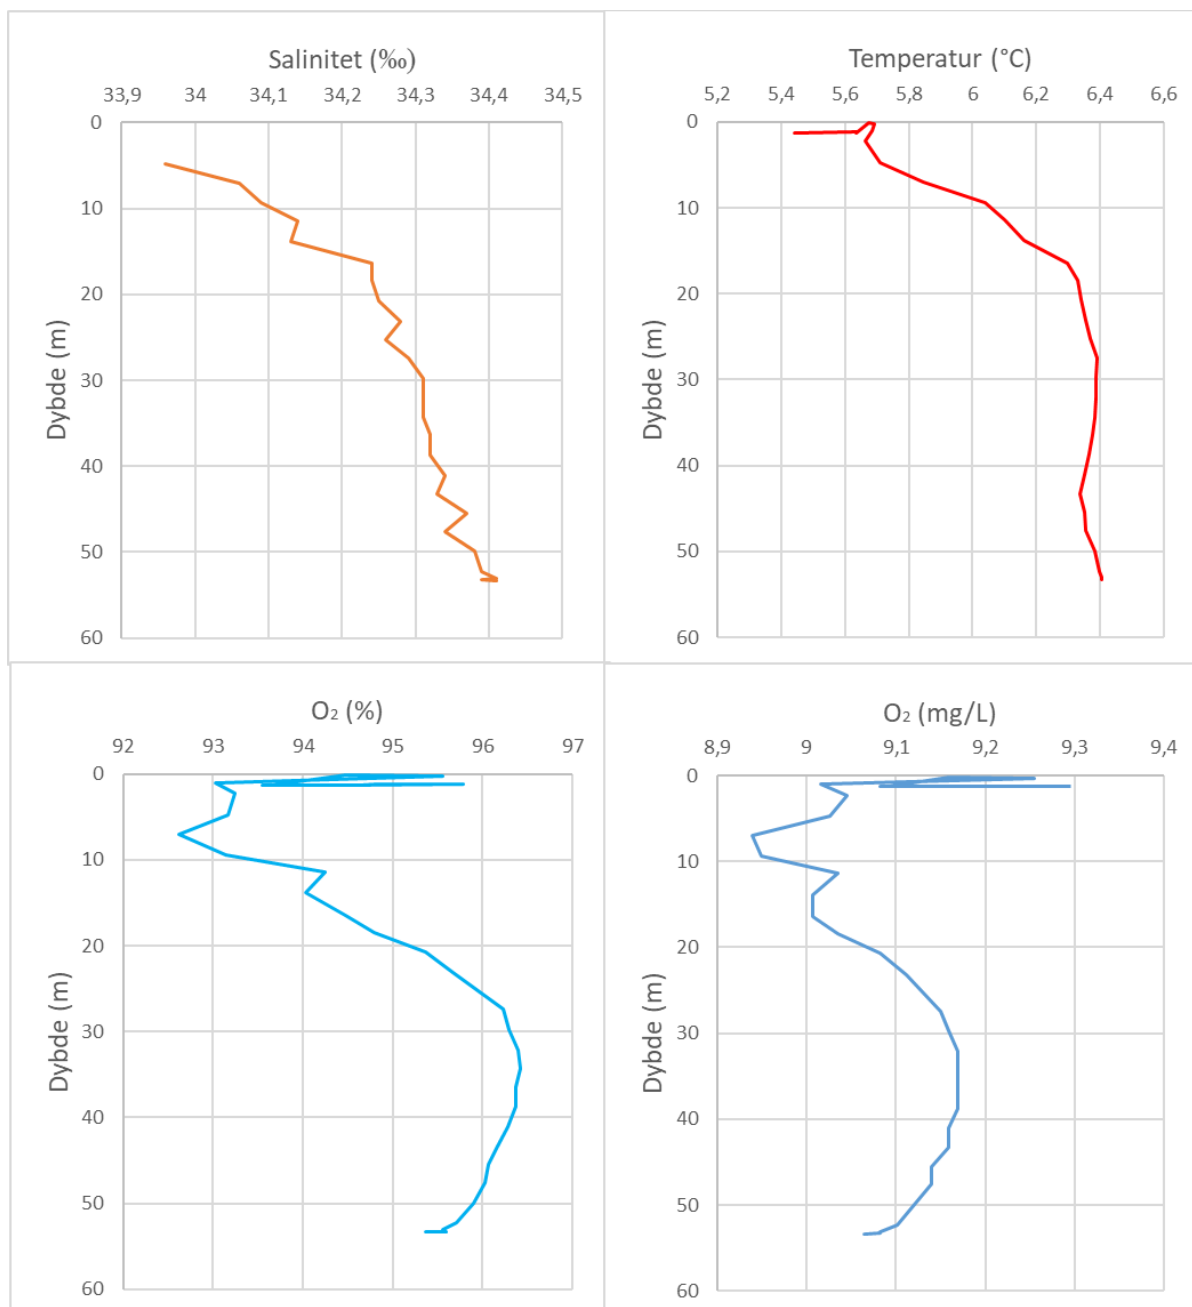 Salinitet (‰)
33,9 34 34,1 34,2 34,3 34,4 34,5
0
10
20
30
40
50
60
Dybde (m)
Temperatur (°C)
5,2 5,4 5,6 5,8 6 6,2 6,4 6,6
0
10
20
30
40
50
60
Dybde (m)
O₂ (%)
92 93 94 95 96 97
0
10
20
30
40
50
60
Dybde (m)
O₂ (mg/L)
8,9 9 9,1 9,2 9,3 9,4
0
10
20
30
40
50
60
Dybde (m)